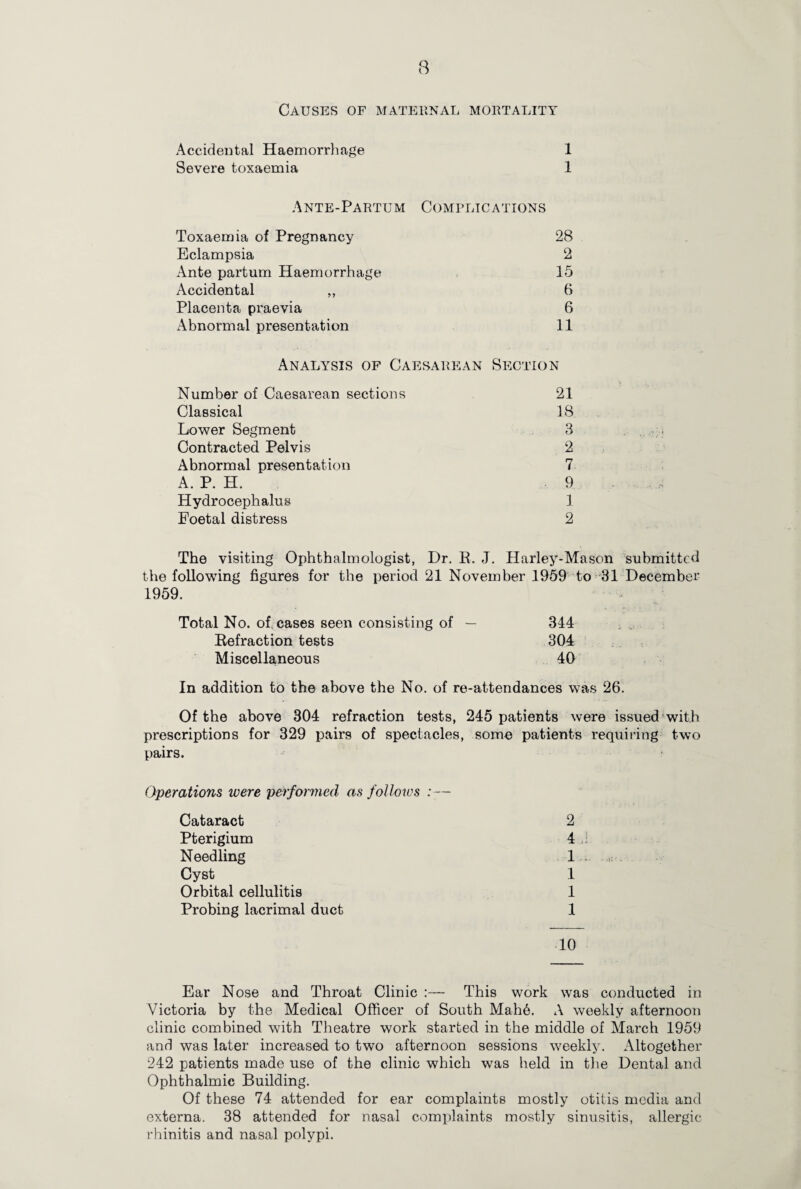 8
CAUSES OF MATERNAL MORTALITY
Accidental Haemorrhage 1
Severe toxaemia 1
ANTE-PARTUM COMPLICATIONS
Toxaemia of Pregnancy 28
Eclampsia 2
Ante partum Haemorrhage 15
Accidental ,, 6
Placenta praevia 6
Abnormal presentation 11
ANALYSIS OF CAESAREAN SECTION
Number of Caesarean sections 21
Classical 18
Lower Segment 3
Contracted Pelvis 2
Abnormal presentation 7
A. P. H. 9
Hydrocephalus 1
Foetal distress 2
The visiting Ophthalmologist, Dr. R. J. Harley-Mason submitted
the following figures for the period 21 November 1959 to 31 December
1959.
Total No. of cases seen consisting of — 344
Refraction tests 304
Miscellaneous 40
In addition to the above the No. of re-attendances was 26.
Of the above 304 refraction tests, 245 patients were issued with
prescriptions for 329 pairs of spectacles, some patients requiring two
pairs.
Operations were performed as follows :—
Cataract 2
Pterigium 4
Needling 1
Cyst 1
Orbital cellulitis 1
Probing lacrimal duct 1
10
Ear Nose and Throat Clinic :— This work was conducted in
Victoria by the Medical Officer of South Mahé. A weekly afternoon
clinic combined with Theatre work started in the middle of March 1959
and was later increased to two afternoon sessions weekly. Altogether
242 patients made use of the clinic which was held in the Dental and
Ophthalmic Building.
Of these 74 attended for ear complaints mostly otitis media and
externa. 38 attended for nasal complaints mostly sinusitis, allergic
rhinitis and nasal polypi.